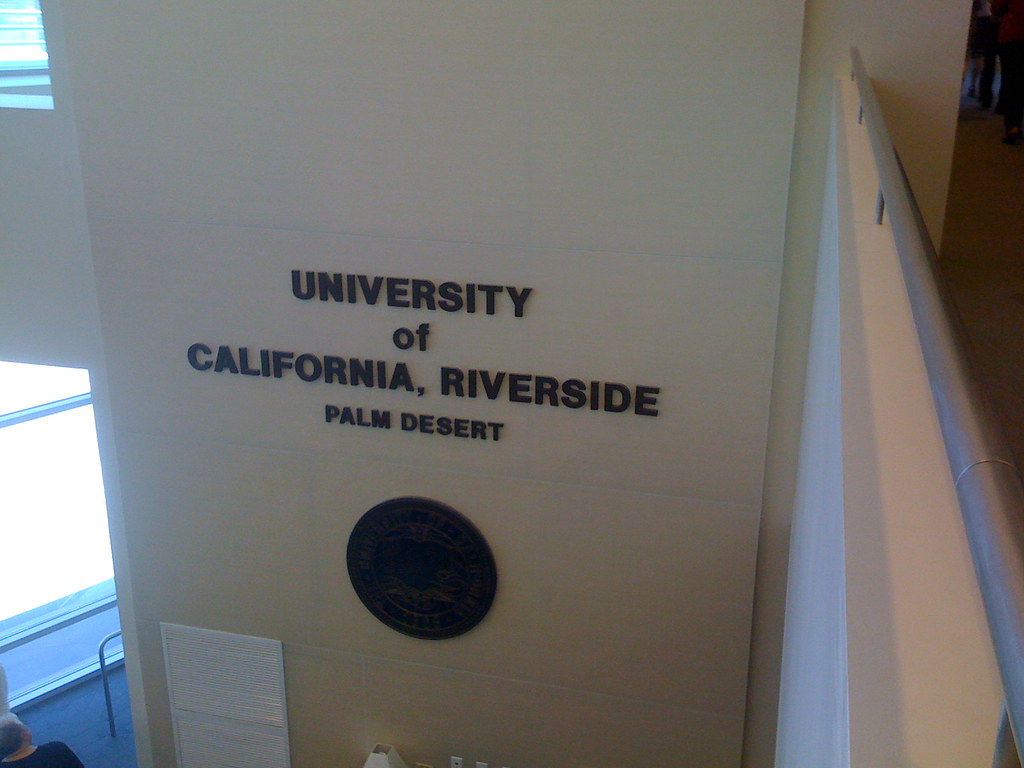 UNIVERSITY
of
CALIFORNIA, RIVERSIDE
PALM DESERT